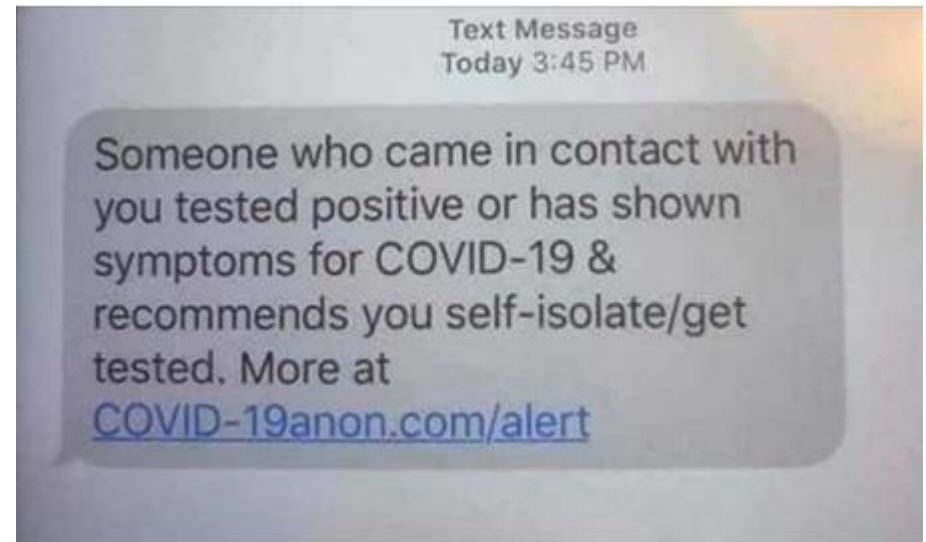 Text Message
Today 3:45 PM
Someone who came in contact with
you tested positive or has shown
symptoms for COVID-19 &
recommends you self-isolate/get
tested. More at
COVID-19anon.com/alert